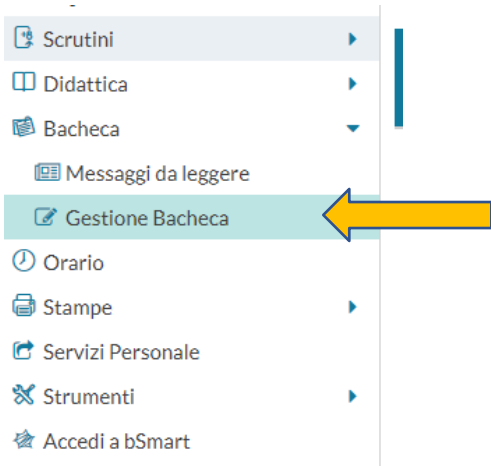 Scrutini
Didattica
Bacheca
Messaggi da leggere
Gestione Bacheca
Orario
Stampe
Servizi Personale
Strumenti
Accedi a bSmart